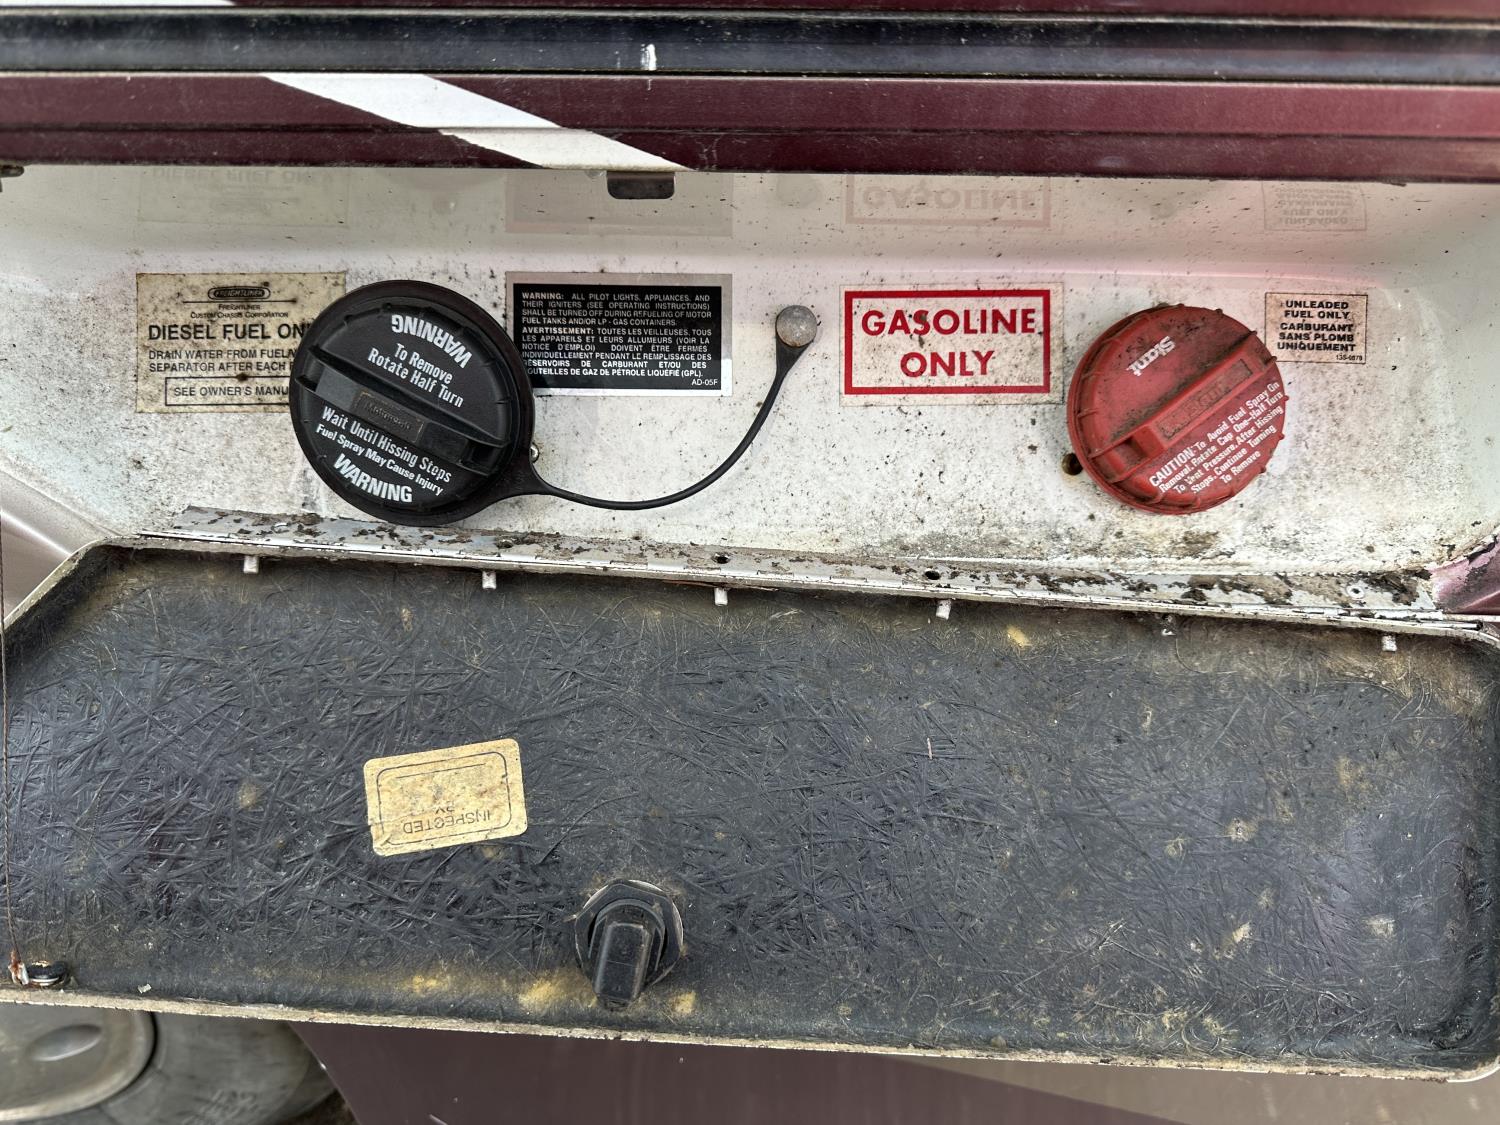 FREIGHTLINER
FREIGHTLINER
CUSTOM CHASSIS CORPORATION
DIESEL FUEL ON
DRAIN WATER FROM
SEPARATOR AFTER EACH
SEE OWNER'S MANU
WARNING
To Remove
Rotate Half Turn
Wait Until Hissing Stops
Fuel Spray May Cause Injury
WARNING
WARNING: ALL PILOT LIGHTS, APPLIANCES, AND
THEIR IGNITERS (SEE OPERATING INSTRUCTIONS)
SHALL BE TURNED OFF DURING REFUELING OF MOTOR
FUEL TANKS AND/OR LP - GAS CONTAINERS.
AVERTISSEMENT: TOUTES LES VEILLEUSES, TOUS
LES APPAREILS ET LEURS ALLUMEURS (VOIR LA
NOTICE D'EMPLOI) DOIVENT ÊTRE FERMÉS
INDIVIDUELLEMENT PENDANT LE REMPLISSAGE DES
RÉSERVOIRS DE CARBURANT ET/OU DES
OUTEILLES DE GAZ DE PÉTROLE LIQUÉFIÉ (GPL).
AD-05F
GASOLINE
ONLY
Stant
CAUTION-To Avoid Fuel Spray On
Removal, Rotate Cap One-Half Turn
To Vent Pressure. After Hissing
Stops, Continue Turning
To Remove
UNLEADED
FUEL ONLY
CARBURANT
SANS PLOMB
UNIQUEMENT
INSPECTED
BY